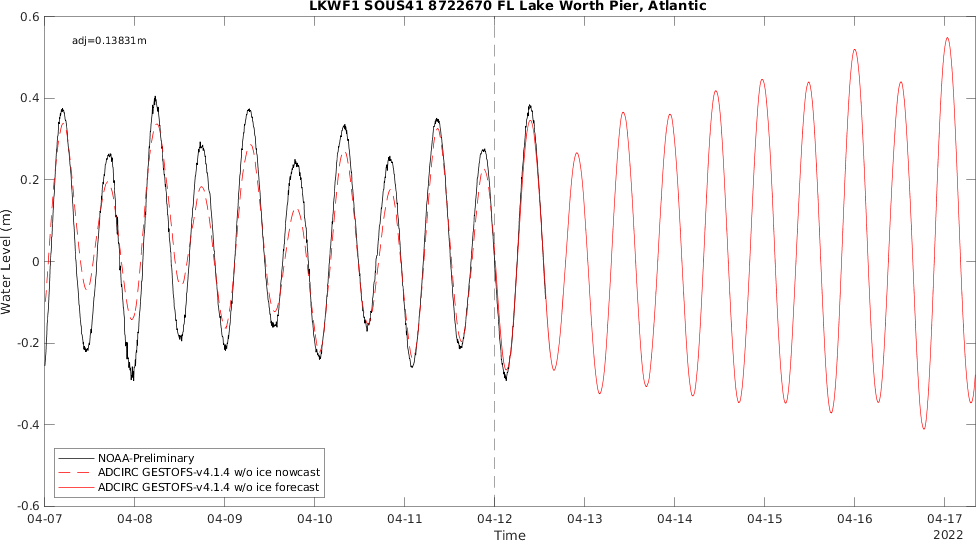 LKWF1 SOUS41 8722670 FL Lake Worth Pier, Atlantic
adj=0.13831m
0.6
0.4
0.2
0
-0.2
-0.4
-0.6
Water Level (m)
NOAA-Preliminary
ADCIRC GESTOFS-v4.1.4 w/o ice nowcast
ADCIRC GESTOFS-v4.1.4 w/o ice forecast
04-07 04-08 04-09 04-10 04-11 04-12 04-13 04-14 04-15 04-16 04-17
Time
2022